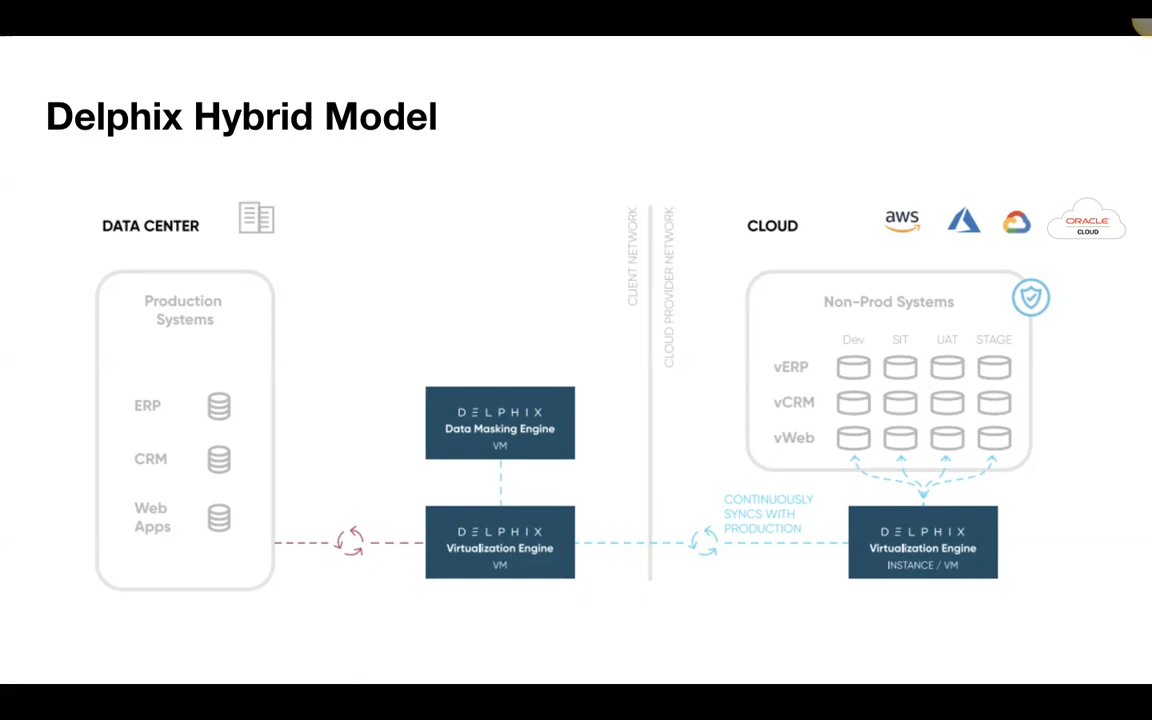 Delphix Hybrid Model
DATA CENTER
CLIENT NETWORK
CLOUD PROVIDER NETWORK
CLOUD
aws
ORACLE
CLOUD
Production
Systems
ERP
CRM
Web
Apps
DELPHIX
Data Masking Engine
VM
DELPHIX
Virtualization Engine
VM
Non-Prod Systems
Dev SIT UAT STAGE
vERP
vCRM
vWeb
CONTINUOUSLY
SYNCS WITH
PRODUCTION
DELPHIX
Virtualization Engine
INSTANCE / VM